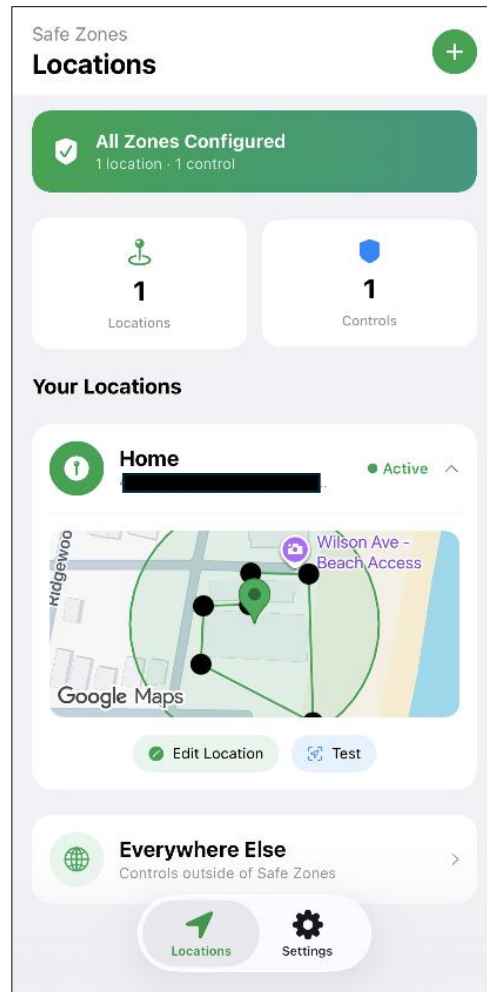 Safe Zones
Locations
All Zones Configured
1 location · 1 control
1
Locations
1
Controls
Your Locations
Home
Active
Ridgewoo
Wilson Ave -
Beach Access
Google Maps
Edit Location
Test
Everywhere Else
Controls outside of Safe Zones
Locations
Settings